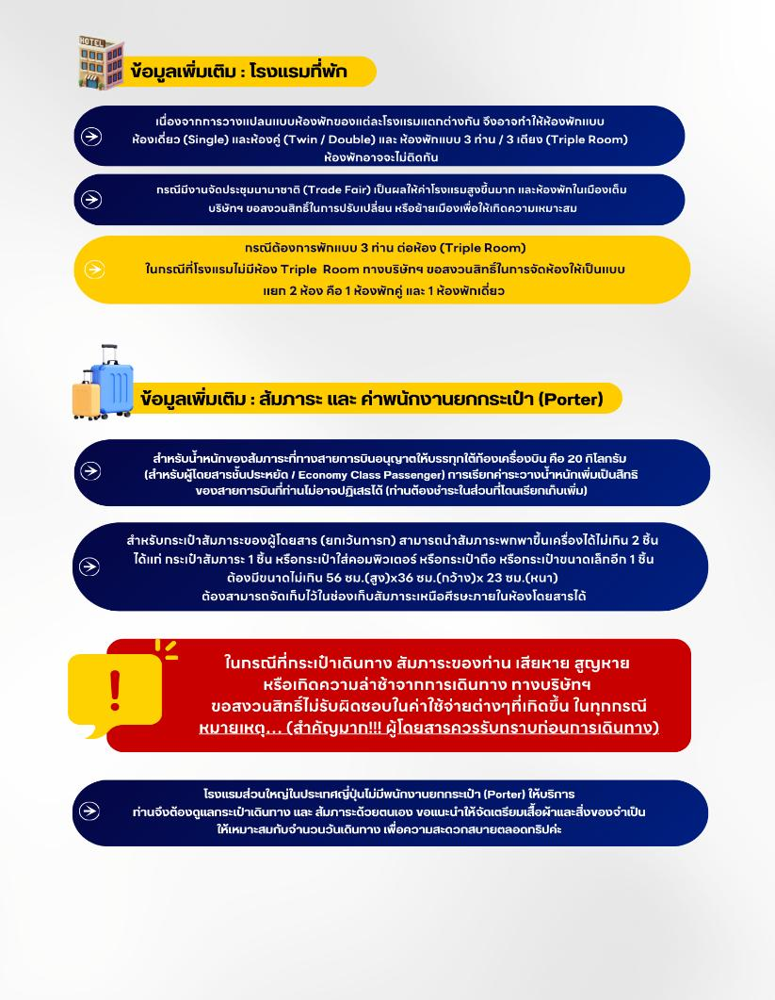 HOTEL
ข้อมูลเพิ่มเติม : โรงแรมที่พัก
เนื่องจากการวางแปลนแบบห้องพักของแต่ละโรงแรมแตกต่างกัน จึงอาจทำให้ห้องพักแบบ
ห้องเดี่ยว (Single) และห้องคู่ (Twin / Double) และ ห้องพักแบบ 3 ท่าน / 3 เตียง (Triple Room)
ห้องพักอาจจะไม่ติดกัน
กรณีมีงานจัดประชุมนานาชาติ (Trade Fair) เป็นผลให้ค่าโรงแรมสูงขึ้นมาก และห้องพักในเมืองเต็ม
บริษัทฯ ขอสงวนสิทธิ์ในการปรับเปลี่ยน หรือย้ายเมืองเพื่อให้เกิดความเหมาะสม
กรณีต้องการพักแบบ 3 ท่าน ต่อห้อง (Triple Room)
ในกรณีที่โรงแรมไม่มีห้อง Triple Room ทางบริษัทฯ ขอสงวนสิทธิ์ในการจัดห้องให้เป็นแบบ
แยก 2 ห้อง คือ 1 ห้องพักคู่ และ 1 ห้องพักเดี่ยว
ข้อมูลเพิ่มเติม : สัมภาระ และ ค่าพนักงานยกกระเป๋า (Porter)
สำหรับน้ำหนักของสัมภาระที่ทางสายการบินอนุญาตให้บรรทุกใต้ท้องเครื่องบิน คือ 20 กิโลกรัม
(สำหรับผู้โดยสารชั้นประหยัด / Economy Class Passenger) การเรียกค่าระวางน้ำหนักเพิ่มเป็นสิทธิ
ของสายการบินที่ท่านไม่อาจปฏิเสธได้ (ท่านต้องชำระในส่วนที่โดนเรียกเก็บเพิ่ม)
สำหรับกระเป๋าสัมภาระของผู้โดยสาร (ยกเว้นทารก) สามารถนำสัมภาระพกพาขึ้นเครื่องได้ไม่เกิน 2 ชิ้น
ได้แก่ กระเป๋าสัมภาระ 1 ชิ้น หรือกระเป๋าใส่คอมพิวเตอร์ หรือกระเป๋าถือ หรือกระเป๋าขนาดเล็กอีก 1 ชิ้น
ต้องมีขนาดไม่เกิน 56 ซม.(สูง)x36 ซม.(กว้าง)x 23 ซม.(หนา)
ต้องสามารถจัดเก็บไว้ในช่องเก็บสัมภาระเหนือศีรษะภายในห้องโดยสารได้
ในกรณีที่กระเป๋าเดินทาง สัมภาระของท่าน เสียหาย สูญหาย
หรือเกิดความล่าช้าจากการเดินทาง ทางบริษัทฯ
ขอสงวนสิทธิ์ไม่รับผิดชอบในค่าใช้จ่ายต่างๆที่เกิดขึ้น ในทุกกรณี
หมายเหตุ... (สำคัญมาก!!! ผู้โดยสารควรรับทราบก่อนการเดินทาง)
โรงแรมส่วนใหญ่ในประเทศญี่ปุ่นไม่มีพนักงานยกกระเป๋า (Porter) ให้บริการ
ท่านจึงต้องดูแลกระเป๋าเดินทาง และ สัมภาระด้วยตนเอง ขอแนะนำให้จัดเตรียมเสื้อผ้าและสิ่งของจำเป็น
ให้เหมาะสมกับจำนวนวันเดินทาง เพื่อความสะดวกสบายตลอดทริปค่ะ